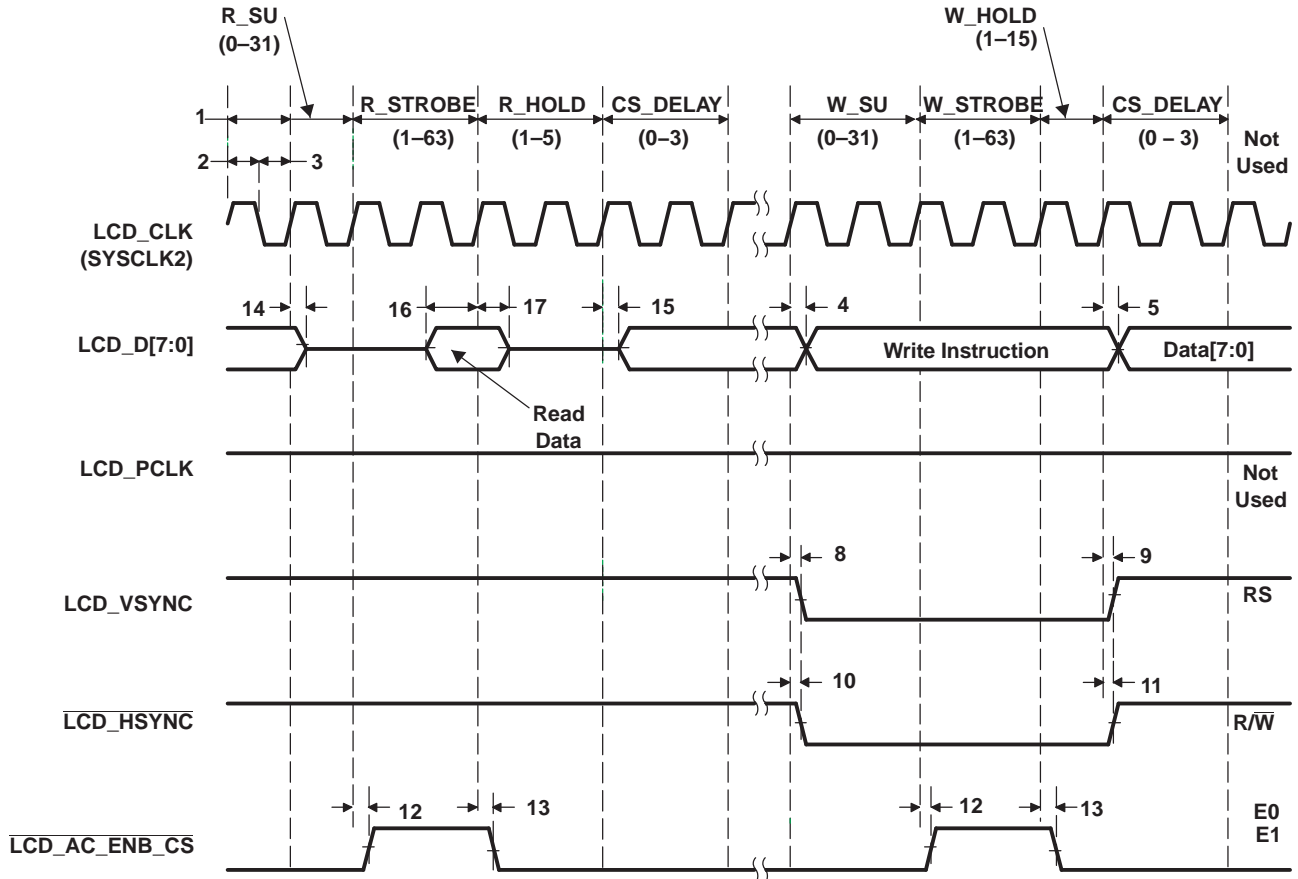 R_SU
(0–31)
W_HOLD
(1–15)
R_STROBE R_HOLD CS_DELAY W_SU W_STROBE CS_DELAY
1
(1–63) (1–5) (0–3) (0–31) (1–63) (0 – 3) Not
Used
2 3
LCD_CLK
(SYSCLK2)
14 16 17 15 4 5
LCD_D[7:0] Write Instruction Data[7:0]
Read
Data
LCD_PCLK
Not
Used
8 9
LCD_VSYNC RS
10 11
LCD_HSYNC R/W
12 13 12 13 E0
E1
LCD_AC_ENB_CS